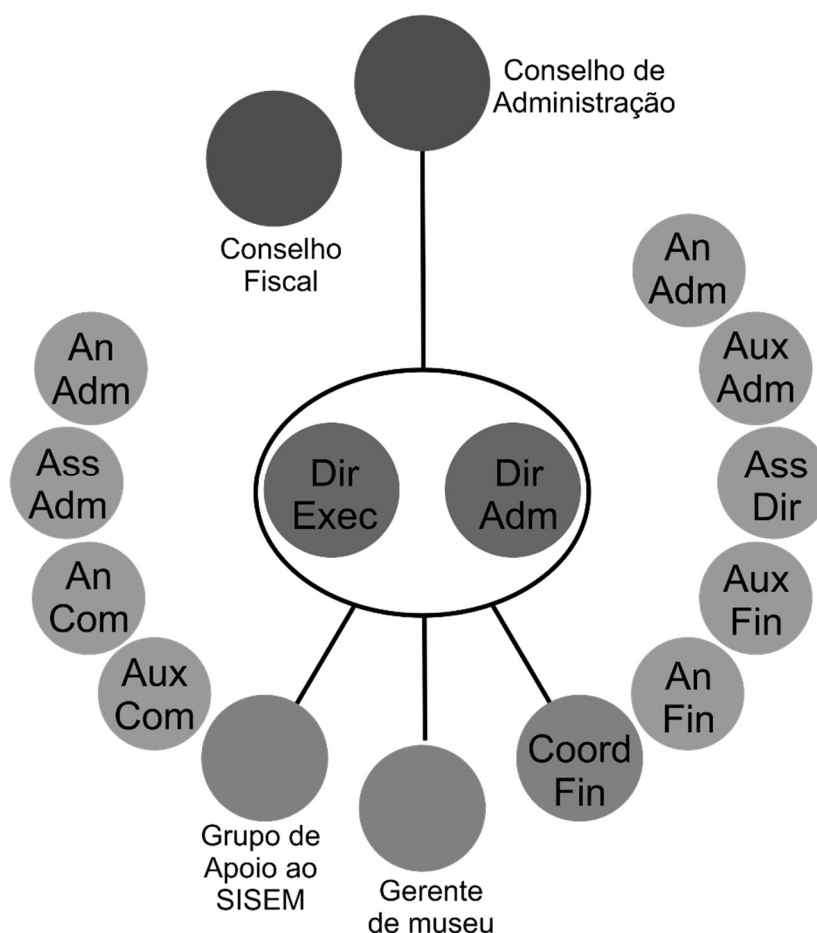 Conselho de
Administração
Conselho
Fiscal
An
Adm
An
Adm
Aux
Adm
Ass
Adm
Dir
Exec
Dir
Adm
Ass
Dir
An
Com
Aux
Fin
Aux
Com
An
Fin
Coord
Fin
Grupo de
Apoio ao
SISEM
Gerente
de museu